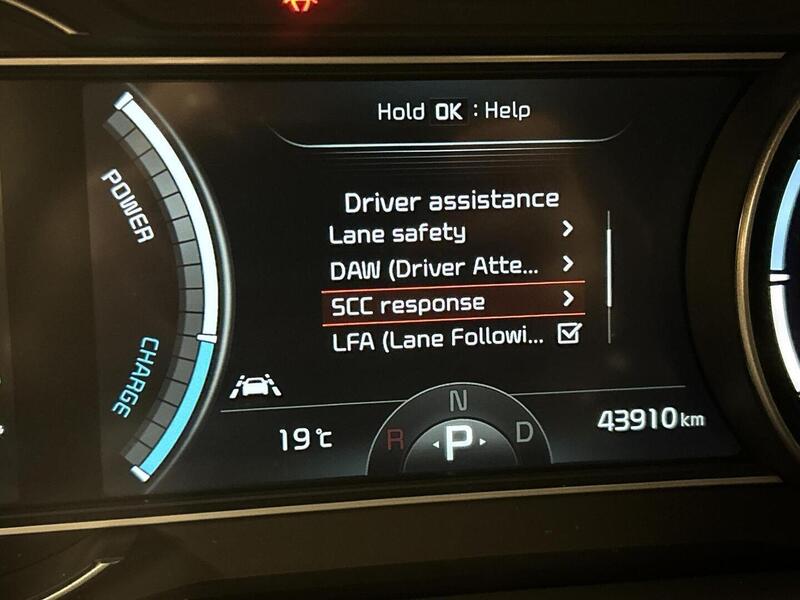 Hold OK : Help
Driver assistance
Lane safety
DAW (Driver Atte...
SCC response
LFA (Lane Followi...
POWER
CHARGE
N
R
P
D
19℃
43910km